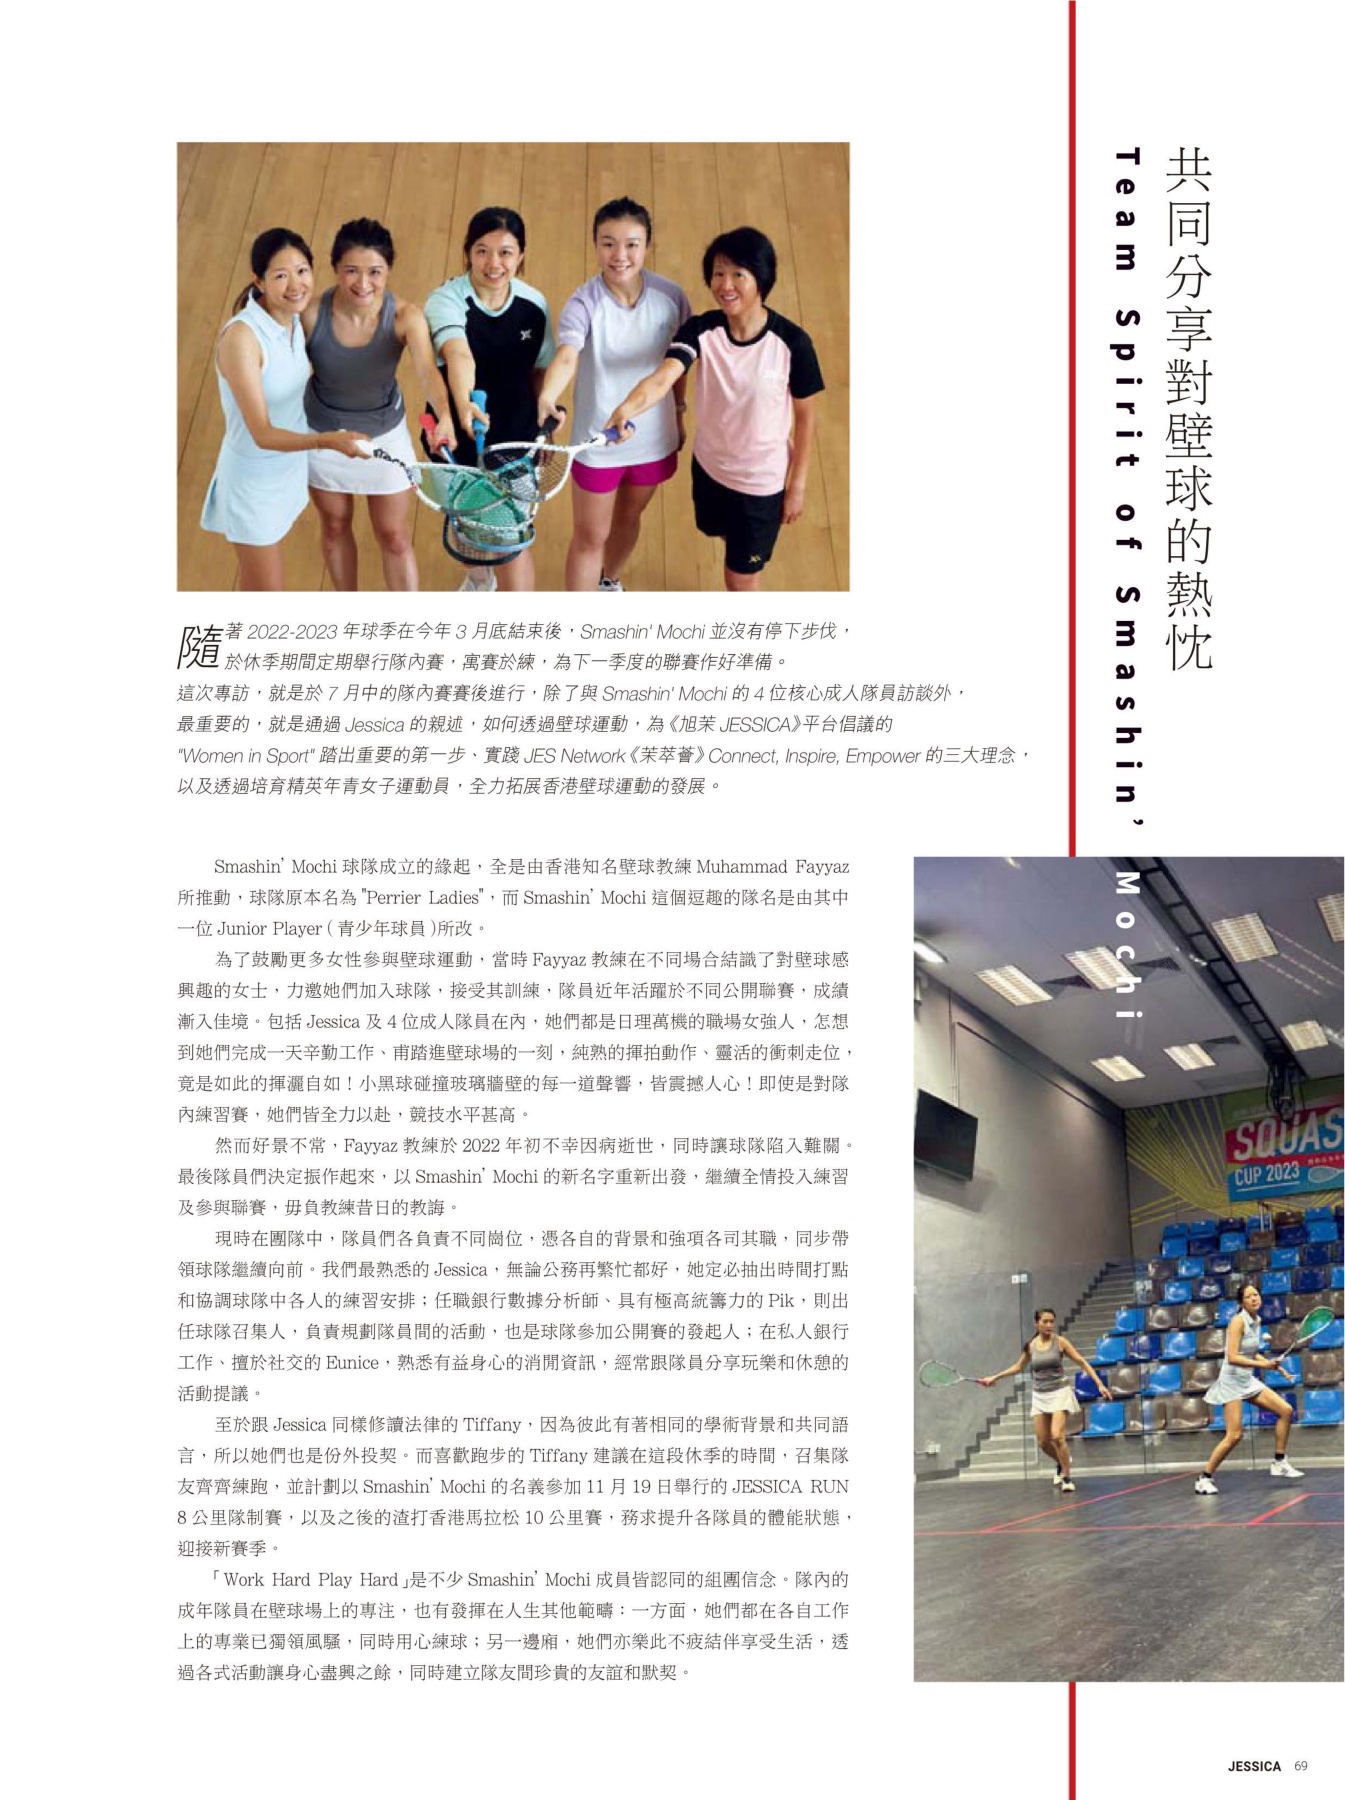 共同分享對壁球的熱忱
Team Spirit of Smashin’ Mochi
隨著 2022-2023 年球季在今年 3 月底結束後，Smashin' Mochi 並沒有停下步伐，
於休季期間定期舉行隊內賽，寓賽於練，為下一季度的聯賽作好準備。
這次專訪，就是於 7 月中的隊內賽賽後進行，除了與 Smashin' Mochi 的 4 位核心成人隊員訪談外，
最重要的，就是通過 Jessica 的親述，如何透過壁球運動，為《旭茉 JESSICA》平台倡議的
"Women in Sport" 踏出重要的第一步、實踐 JES Network《茉萃薈》Connect, Inspire, Empower 的三大理念，
以及透過培育精英年青女子運動員，全力拓展香港壁球運動的發展。
Smashin’ Mochi 球隊成立的緣起，全是由香港知名壁球教練 Muhammad Fayyaz
所推動，球隊原本名為 "Perrier Ladies"，而 Smashin’ Mochi 這個逗趣的隊名是由其中
一位 Junior Player ( 青少年球員 )所改。
為了鼓勵更多女性參與壁球運動，當時 Fayyaz 教練在不同場合結識了對壁球感
興趣的女士，力邀她們加入球隊，接受其訓練，隊員近年活躍於不同公開聯賽，成績
漸入佳境。包括 Jessica 及 4 位成人隊員在內，她們都是日理萬機的職場女強人，怎想
到她們完成一天辛勤工作、甫踏進壁球場的一刻，純熟的揮拍動作、靈活的衝刺走位，
竟是如此的揮灑自如！小黑球碰撞玻璃牆壁的每一道聲響，皆震撼人心！即使是對隊
內練習賽，她們皆全力以赴，競技水平甚高。
然而好景不常，Fayyaz 教練於 2022 年初不幸因病逝世，同時讓球隊陷入難關。
最後隊員們決定振作起來，以 Smashin’ Mochi 的新名字重新出發，繼續全情投入練習
及參與聯賽，毋負教練昔日的教誨。
現時在團隊中，隊員們各負責不同崗位，憑各自的背景和強項各司其職，同步帶
領球隊繼續向前。我們最熟悉的 Jessica，無論公務再繁忙都好，她定必抽出時間打點
和協調球隊中各人的練習安排；任職銀行數據分析師、具有極高統籌力的 Pik，則出
任球隊召集人，負責規劃隊員間的活動，也是球隊參加公開賽的發起人；在私人銀行
工作、擅於社交的 Eunice，熟悉有益身心的消閒資訊，經常跟隊員分享玩樂和休憩的
活動提議。
至於跟 Jessica 同樣修讀法律的 Tiffany，因為彼此有著相同的學術背景和共同語
言，所以她們也是份外投契。而喜歡跑步的 Tiffany 建議在這段休季的時間，召集隊
友齊齊練跑，並計劃以 Smashin’ Mochi 的名義參加 11 月 19 日舉行的 JESSICA RUN
8 公里隊制賽，以及之後的渣打香港馬拉松 10 公里賽，務求提升各隊員的體能狀態，
迎接新賽季。
「Work Hard Play Hard」是不少 Smashin’ Mochi 成員皆認同的組團信念。隊內的
成年隊員在壁球場上的專注，也有發揮在人生其他範疇：一方面，她們都在各自工作
上的專業已獨領風騷，同時用心練球；另一邊廂，她們亦樂此不疲結伴享受生活，透
過各式活動讓身心盡興之餘，同時建立隊友間珍貴的友誼和默契。
SQUAS
CUP 2023
JESSICA 69